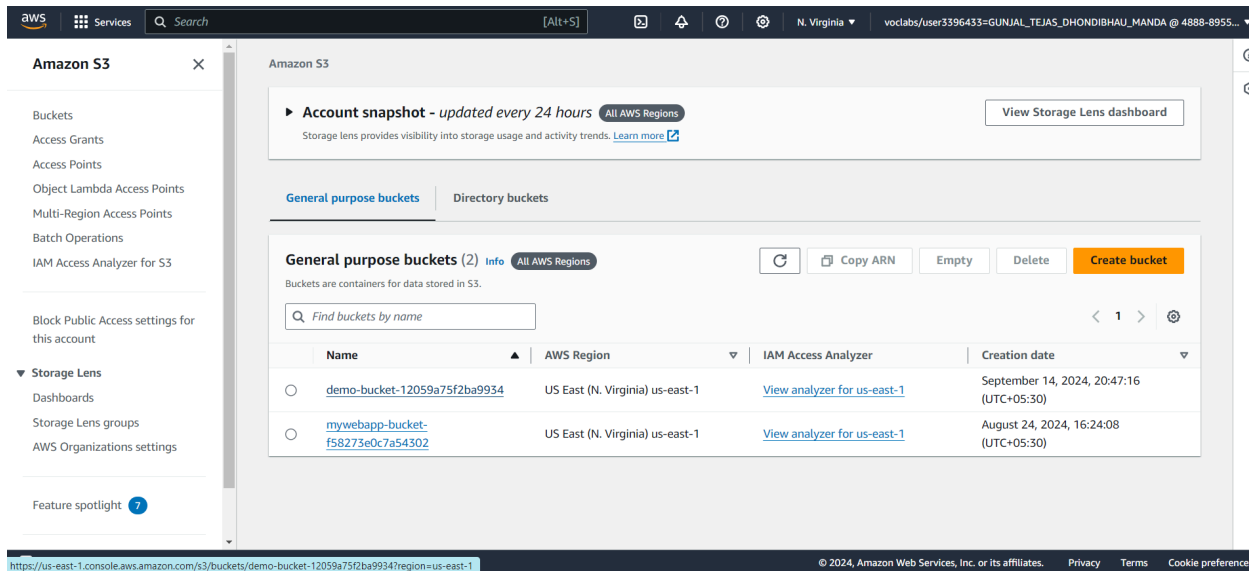 aws Services Search [Alt+S] N. Virginia ▼ voclabs/user3396433=GUNJAL_TEJAS_DHONDIBHAU_MANDA @ 4888-8955... ▼
Amazon S3
Buckets
Access Grants
Access Points
Object Lambda Access Points
Multi-Region Access Points
Batch Operations
IAM Access Analyzer for S3
Block Public Access settings for
this account
▼ Storage Lens
Dashboards
Storage Lens groups
AWS Organizations settings
Feature spotlight 7
Amazon S3
Account snapshot - updated every 24 hours All AWS Regions
View Storage Lens dashboard
Storage lens provides visibility into storage usage and activity trends. Learn more
General purpose buckets Directory buckets
General purpose buckets (2) Info All AWS Regions
Copy ARN Empty Delete Create bucket
Buckets are containers for data stored in S3.
Find buckets by name
1
Name AWS Region IAM Access Analyzer Creation date
demo-bucket-12059a75f2ba9934 US East (N. Virginia) us-east-1 View analyzer for us-east-1 September 14, 2024, 20:47:16
(UTC+05:30)
mywebapp-bucket-
f58273e0c7a54302 US East (N. Virginia) us-east-1 View analyzer for us-east-1 August 24, 2024, 16:24:08
(UTC+05:30)
https://us-east-1.console.aws.amazon.com/s3/buckets/demo-bucket-12059a75f2ba9934?region=us-east-1
© 2024, Amazon Web Services, Inc. or its affiliates. Privacy Terms Cookie preference